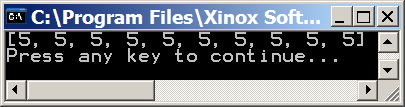 C:\Program Files\Xinox Soft...
[5, 5, 5, 5, 5, 5, 5, 5, 5, 5]
Press any key to continue...